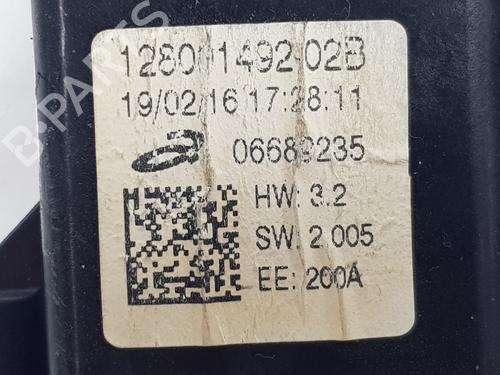 128001492 02B
19/02/16 17:28:11
06689235
HW: 3.2
SW: 2.005
EE: 200A
B-PARTS